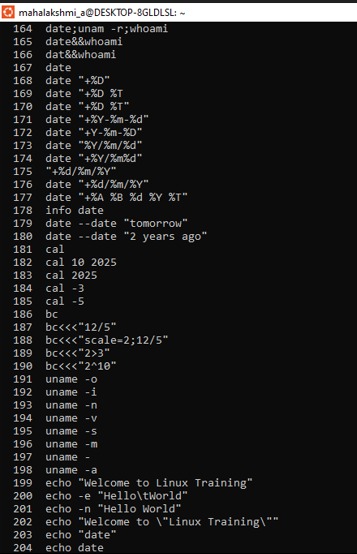 mahalakshmi_a@DESKTOP-8GLDLSL: ~
164 date;unam -r;whoami
165 date&&whoami
166 dat&&whoami
167 date
168 date "+%D"
169 date "+%D %T
170 date "+%D %T"
171 date "+%Y-%m-%d"
172 date "+Y-%m-%D"
173 date "%Y/%m/%d"
174 date "+%Y/%m%d"
175 "+%d/%m/%Y"
176 date "+%d/%m/%Y"
177 date "+%A %B %d %Y %T"
178 info date
179 date --date "tomorrow"
180 date --date "2 years ago"
181 cal
182 cal 10 2025
183 cal 2025
184 cal -3
185 cal -5
186 bc
187 bc<<<"12/5"
188 bc<<<"scale=2;12/5"
189 bc<<<"2>3"
190 bc<<<"2^10"
191 uname -o
192 uname -i
193 uname -n
194 uname -v
195 uname -s
196 uname -m
197 uname -
198 uname -a
199 echo "Welcome to Linux Training"
200 echo -e "Hello\tWorld"
201 echo -n "Hello World"
202 echo "Welcome to \"Linux Training\""
203 echo "date"
204 echo date